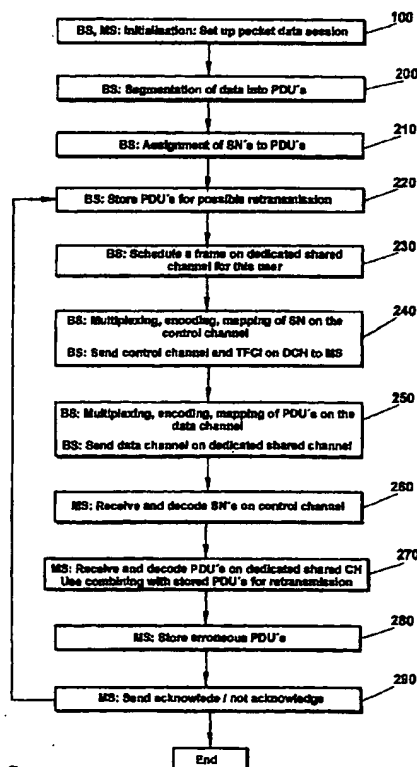 100
BS, MS: Initialisation: Set up pecket data session
200
BS: Segmentation of data into PDU's
210
BS: Assignment of SN's to PDU's
220
BS: Store PDU's for possible retransmission
230
BS: Schedule a frame on dedicated shared
channel for this user
240
BS: Multiplexing, encoding, mapping of SN on the
control channel
BS: Send control channel and TFCI on DCH to MS
250
BS: Multiplexing, encoding, mapping of PDU's on the
data channel
BS: Send data channel on dedicated shared channel
260
MS: Receive and decode SN's on control channel
270
MS: Receive and decode PDU's on dedicated shared CH
Use combining with stored PDU's for retransmission
280
MS: Store erroneous PDU's
290
MS: Send acknowlede / not acknowledge
End